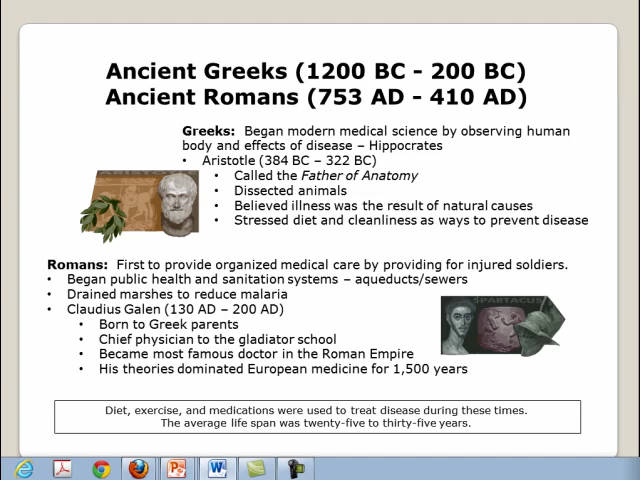 Ancient Greeks (1200 BC - 200 BC)
Ancient Romans (753 AD - 410 AD)
Greeks: Began modern medical science by observing human
body and effects of disease – Hippocrates
• Aristotle (384 BC – 322 BC)
• Called the Father of Anatomy
• Dissected animals
• Believed illness was the result of natural causes
• Stressed diet and cleanliness as ways to prevent disease
Romans: First to provide organized medical care by providing for injured soldiers.
• Began public health and sanitation systems – aqueducts/sewers
• Drained marshes to reduce malaria
• Claudius Galen (130 AD – 200 AD)
SPARTACUS
• Born to Greek parents
• Chief physician to the gladiator school
• Became most famous doctor in the Roman Empire
• His theories dominated European medicine for 1,500 years
Diet, exercise, and medications were used to treat disease during these times.
The average life span was twenty-five to thirty-five years.